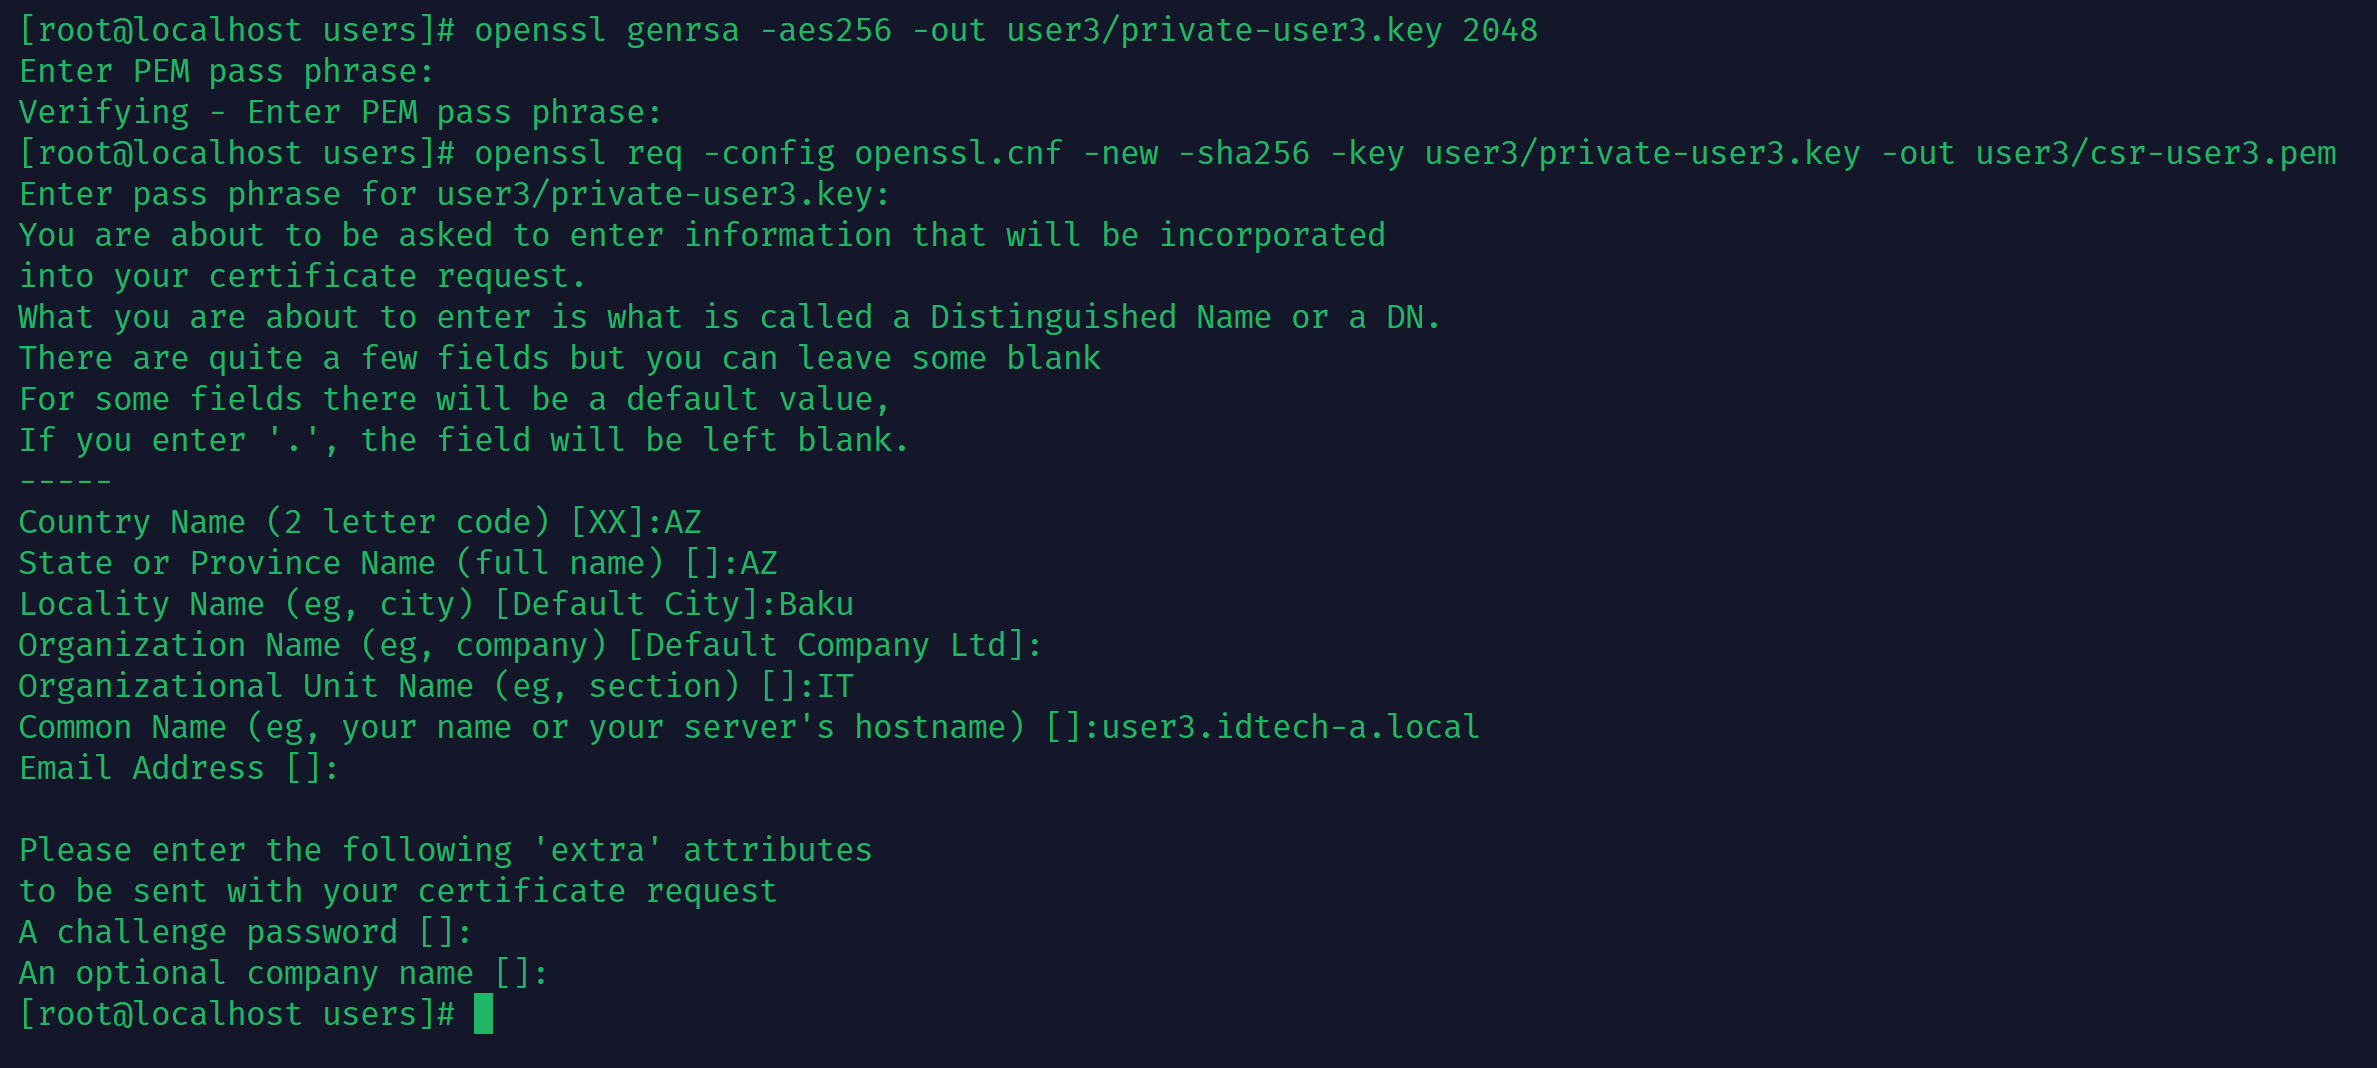 [root@localhost users]# openssl genrsa -aes256 -out user3/private-user3.key 2048
Enter PEM pass phrase:
Verifying - Enter PEM pass phrase:
[root@localhost users]# openssl req -config openssl.cnf -new -sha256 -key user3/private-user3.key -out user3/csr-user3.pem
Enter pass phrase for user3/private-user3.key:
You are about to be asked to enter information that will be incorporated
into your certificate request.
What you are about to enter is what is called a Distinguished Name or a DN.
There are quite a few fields but you can leave some blank
For some fields there will be a default value,
If you enter '.', the field will be left blank.
-----
Country Name (2 letter code) [XX]:AZ
State or Province Name (full name) []:AZ
Locality Name (eg, city) [Default City]:Baku
Organization Name (eg, company) [Default Company Ltd]:
Organizational Unit Name (eg, section) []:IT
Common Name (eg, your name or your server's hostname) []:user3.idtech-a.local
Email Address []:

Please enter the following 'extra' attributes
to be sent with your certificate request
A challenge password []:
An optional company name []:
[root@localhost users]#